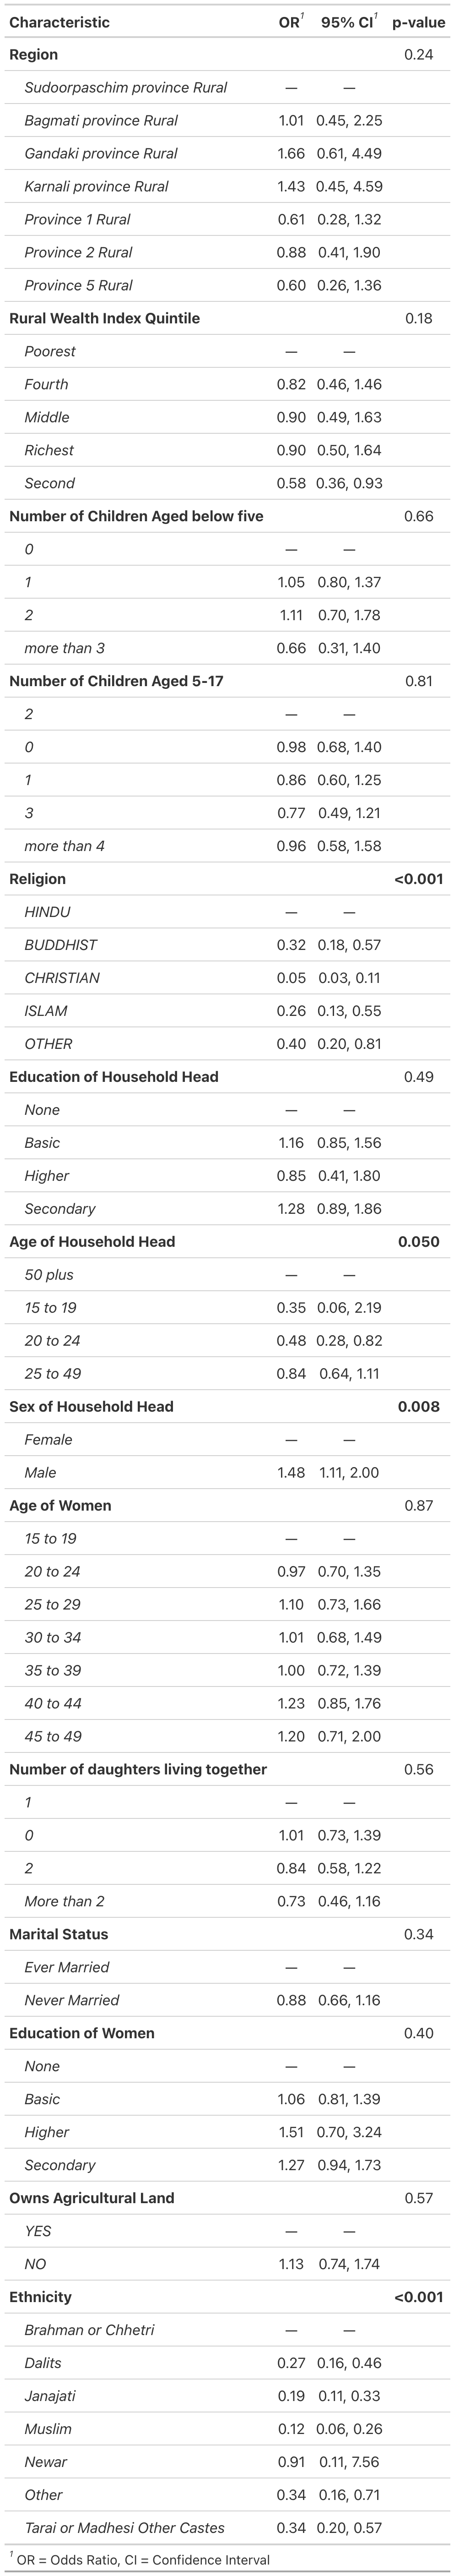 Characteristic OR¹ 95% CI¹ p-value
Region 0.24
Sudoorpaschim province Rural — —
Bagmati province Rural 1.01 0.45, 2.25
Gandaki province Rural 1.66 0.61, 4.49
Karnali province Rural 1.43 0.45, 4.59
Province 1 Rural 0.61 0.28, 1.32
Province 2 Rural 0.88 0.41, 1.90
Province 5 Rural 0.60 0.26, 1.36
Rural Wealth Index Quintile 0.18
Poorest — —
Fourth 0.82 0.46, 1.46
Middle 0.90 0.49, 1.63
Richest 0.90 0.50, 1.64
Second 0.58 0.36, 0.93
Number of Children Aged below five 0.66
0 — —
1 1.05 0.80, 1.37
2 1.11 0.70, 1.78
more than 3 0.66 0.31, 1.40
Number of Children Aged 5-17 0.81
2 — —
0 0.98 0.68, 1.40
1 0.86 0.60, 1.25
3 0.77 0.49, 1.21
more than 4 0.96 0.58, 1.58
Religion <0.001
HINDU — —
BUDDHIST 0.32 0.18, 0.57
CHRISTIAN 0.05 0.03, 0.11
ISLAM 0.26 0.13, 0.55
OTHER 0.40 0.20, 0.81
Education of Household Head 0.49
None — —
Basic 1.16 0.85, 1.56
Higher 0.85 0.41, 1.80
Secondary 1.28 0.89, 1.86
Age of Household Head 0.050
50 plus — —
15 to 19 0.35 0.06, 2.19
20 to 24 0.48 0.28, 0.82
25 to 49 0.84 0.64, 1.11
Sex of Household Head 0.008
Female — —
Male 1.48 1.11, 2.00
Age of Women 0.87
15 to 19 — —
20 to 24 0.97 0.70, 1.35
25 to 29 1.10 0.73, 1.66
30 to 34 1.01 0.68, 1.49
35 to 39 1.00 0.72, 1.39
40 to 44 1.23 0.85, 1.76
45 to 49 1.20 0.71, 2.00
Number of daughters living together 0.56
1 — —
0 1.01 0.73, 1.39
2 0.84 0.58, 1.22
More than 2 0.73 0.46, 1.16
Marital Status 0.34
Ever Married — —
Never Married 0.88 0.66, 1.16
Education of Women 0.40
None — —
Basic 1.06 0.81, 1.39
Higher 1.51 0.70, 3.24
Secondary 1.27 0.94, 1.73
Owns Agricultural Land 0.57
YES — —
NO 1.13 0.74, 1.74
Ethnicity <0.001
Brahman or Chhetri — —
Dalits 0.27 0.16, 0.46
Janajati 0.19 0.11, 0.33
Muslim 0.12 0.06, 0.26
Newar 0.91 0.11, 7.56
Other 0.34 0.16, 0.71
Tarai or Madhesi Other Castes 0.34 0.20, 0.57
¹ OR = Odds Ratio, CI = Confidence Interval